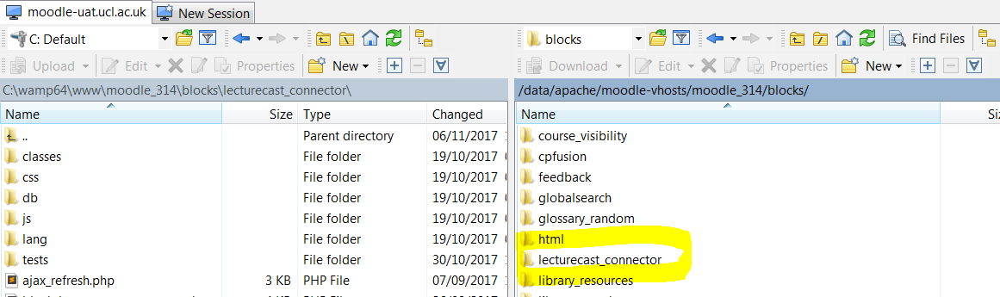 moodle-uat.ucl.ac.uk New Session
C: Default blocks Find Files
Upload Edit Properties New Download Edit Properties New
C:\wamp64\www\moodle_314\blocks\lecturecast_connector\ /data/apache/moodle-vhosts/moodle_314/blocks/
Name Size Type Changed Name
.. Parent directory 06/11/2017 course_visibility
classes File folder 19/10/2017 cpfusion
css File folder 19/10/2017 feedback
db File folder 19/10/2017 globalsearch
js File folder 19/10/2017 glossary_random
lang File folder 19/10/2017 html
tests File folder 30/10/2017 lecturecast_connector
ajax_refresh.php 3 KB PHP File 07/09/2017 library_resources